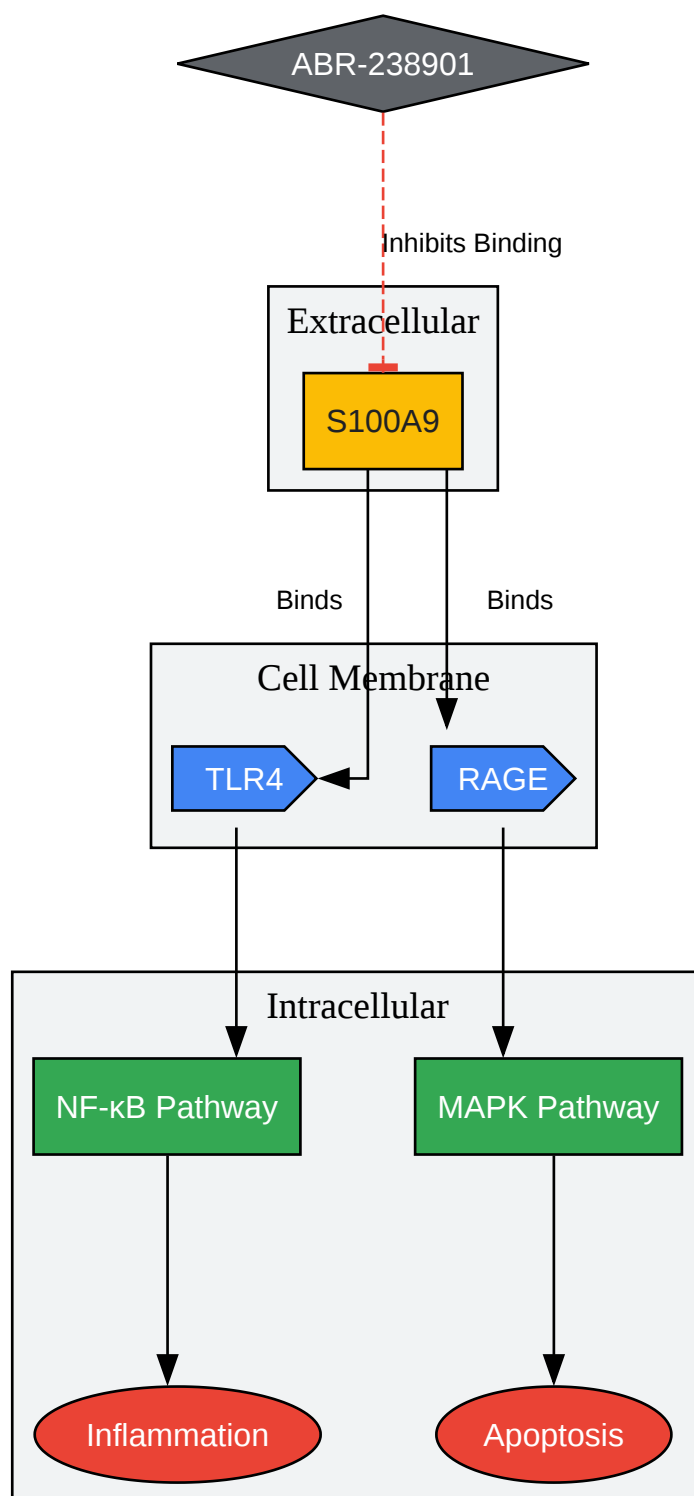 ABR-238901
Inhibits Binding
Extracellular
S100A9
Binds
Binds
Cell Membrane
TLR4
RAGE
Intracellular
NF-κB Pathway
MAPK Pathway
Inflammation
Apoptosis